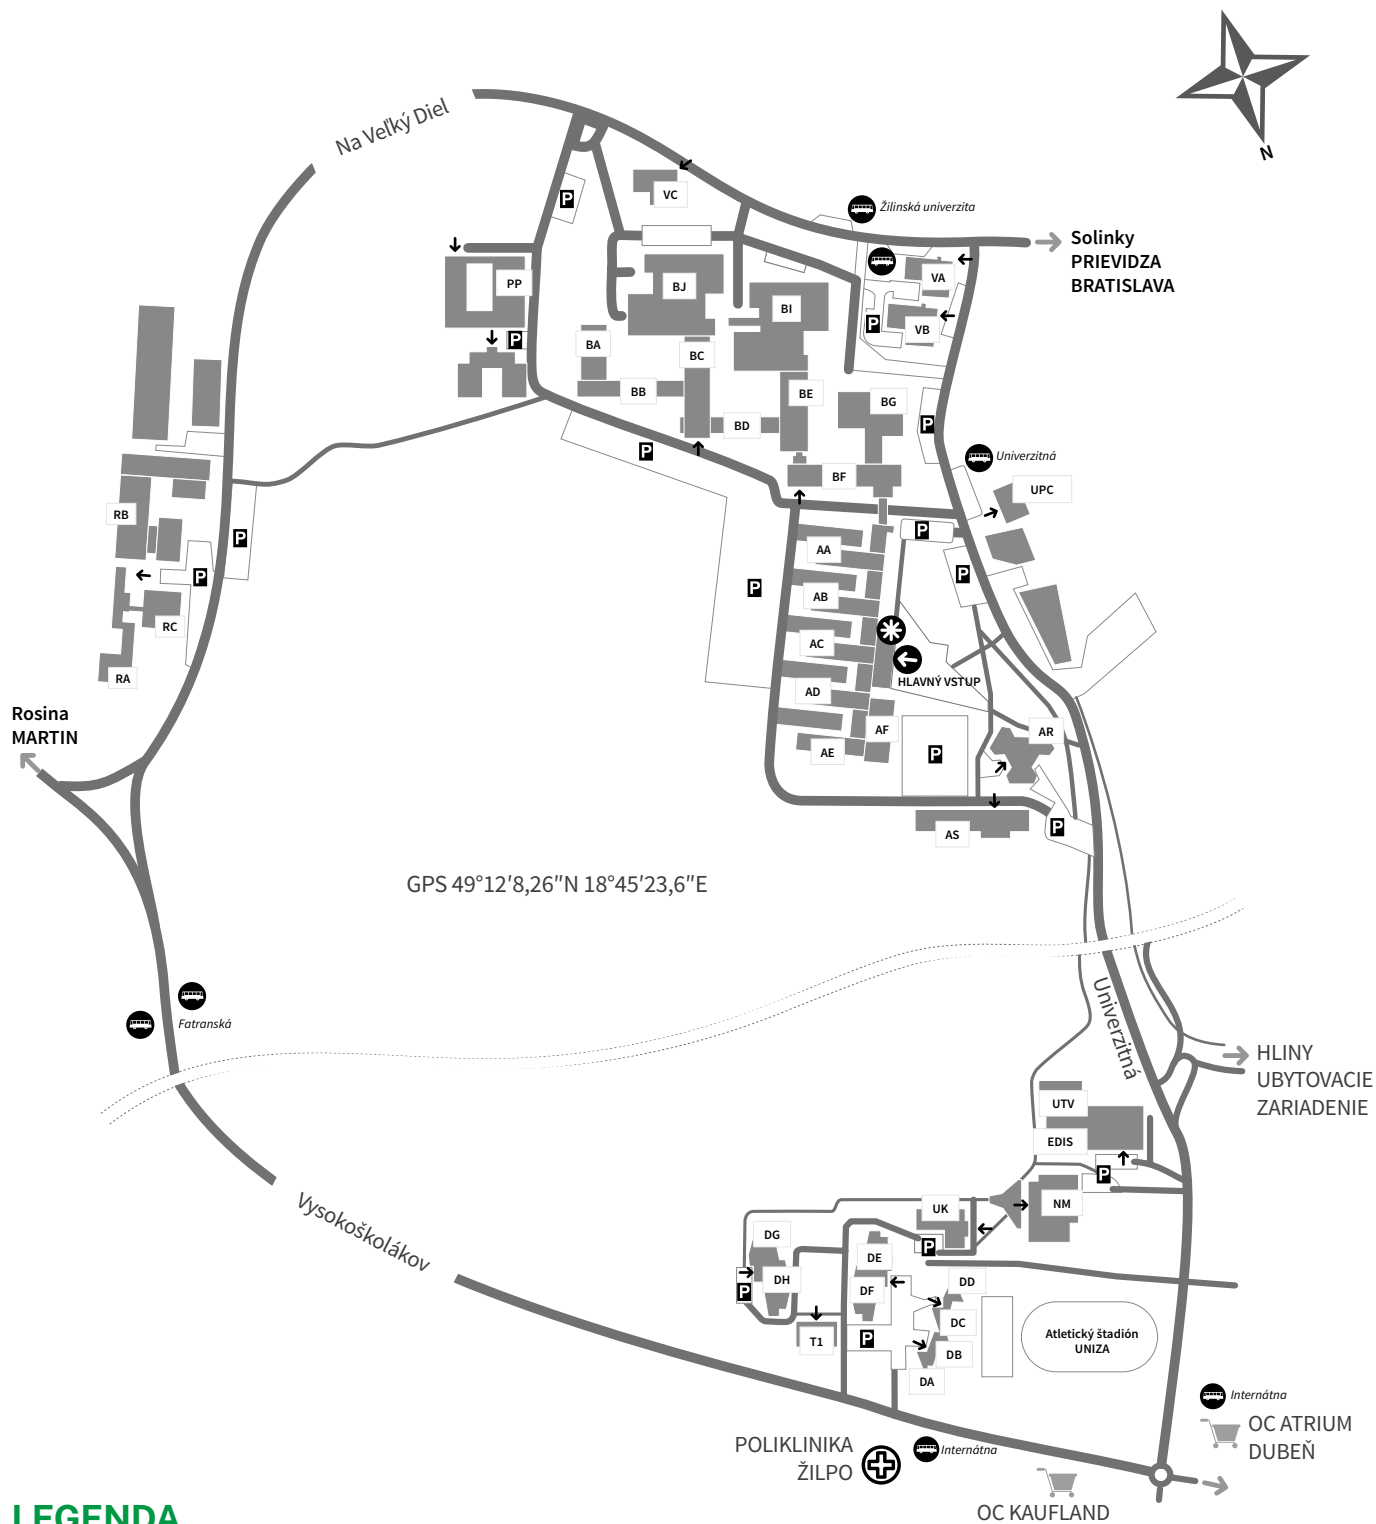 N
Na Veľký Diel
P
VC
Žilinská univerzita
Solinky
PRIEVIDZA
BRATISLAVA
PP
BJ
VA
BI
P
VB
P
BA
BC
BB
BE
BG
BD
P
P
Univerzitná
BF
UPC
RB
P
P
AA
P
P
P
AB
RC
AC
HLAVNÝ VSTUP
RA
AD
Rosina
MARTIN
AF
AR
AE
P
AS
P
GPS 49°12′8,26″N 18°45′23,6″E
Univerzitná
Fatranská
HLINY
UBYTOVACIE
ZARIADENIE
UTV
EDIS
P
Vysokoškolákov
UK
NM
DG
P
DE
DH
DD
P
DF
DC
T1
P
DB
DA
Atletický štadión
UNIZA
Internátna
OC ATRIUM
DUBEŇ
POLIKLINIKA
ŽILPO
Internátna
OC KAUFLAND
LEGENDA